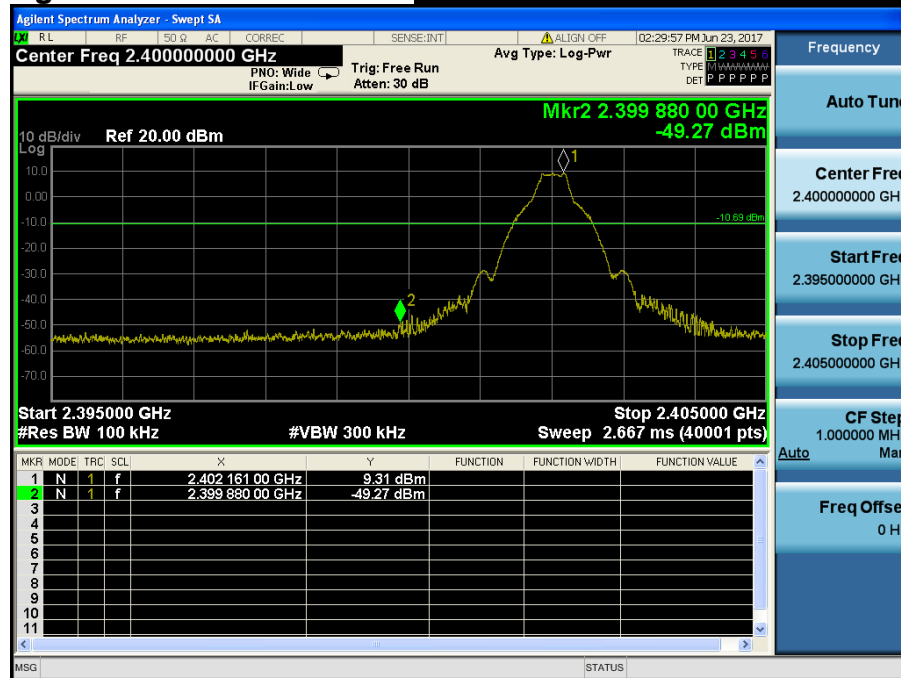 Agilent Spectrum Analyzer - Swept SA
LXI RL RF 50 Ω AC CORREC SENSE:INT ALIGN OFF 02:29:57 PM Jun 23, 2017
Center Freq 2.400000000 GHz
PNO: Wide
IFGain:Low
Trig: Free Run
Atten: 30 dB
Avg Type: Log-Pwr
TRACE 1 2 3 4 5 6
TYPE M W W W W W
DET P P P P P P
Mkr2 2.399 880 00 GHz
-49.27 dBm
10 dB/div Ref 20.00 dBm
Log
1
10.0
0.00
-10.69 dBm
-10.0
-20.0
-30.0
-40.0
2
-50.0
-60.0
-70.0
Start 2.395000 GHz Stop 2.405000 GHz
#Res BW 100 kHz #VBW 300 kHz Sweep 2.667 ms (40001 pts)
MKR MODE TRC SCL X Y FUNCTION FUNCTION WIDTH FUNCTION VALUE
1 N 1 f 2.402 161 00 GHz 9.31 dBm
2 N 1 f 2.399 880 00 GHz -49.27 dBm
3
4
5
6
7
8
9
10
11
MSG STATUS
Frequency
Auto Tune
Center Freq
2.400000000 GH
Start Freq
2.395000000 GH
Stop Freq
2.405000000 GH
CF Step
1.000000 MH
Auto Man
Freq Offse
0 H